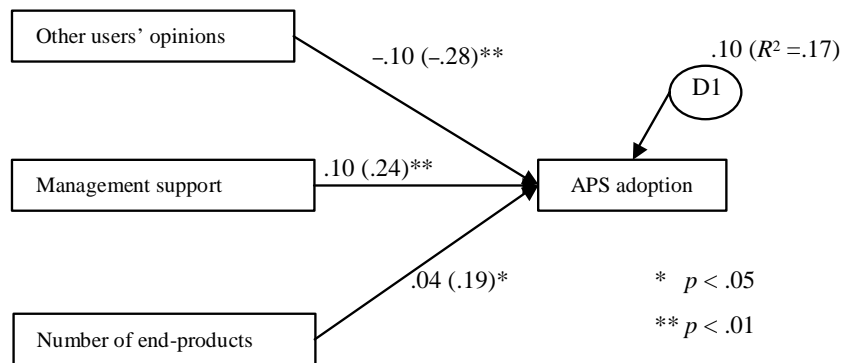 Other users’ opinions
–.10 (–.28)**
.10 (R² =.17)
D1
Management support
.10 (.24)**
APS adoption
.04 (.19)*
* p < .05
** p < .01
Number of end-products